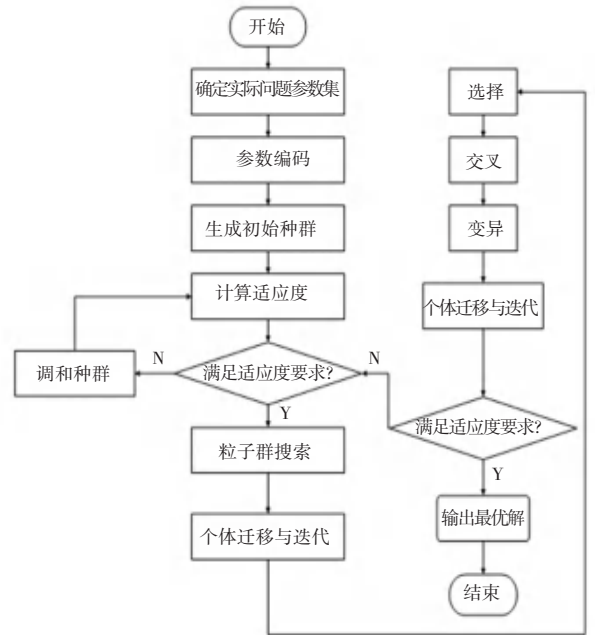 开始
确定实际问题参数集
参数编码
生成初始种群
计算适应度
N
调和种群
满足适应度要求?
Y
粒子群搜索
个体迁移与迭代
选择
交叉
变异
个体迁移与迭代
N
满足适应度要求?
Y
输出最优解
结束